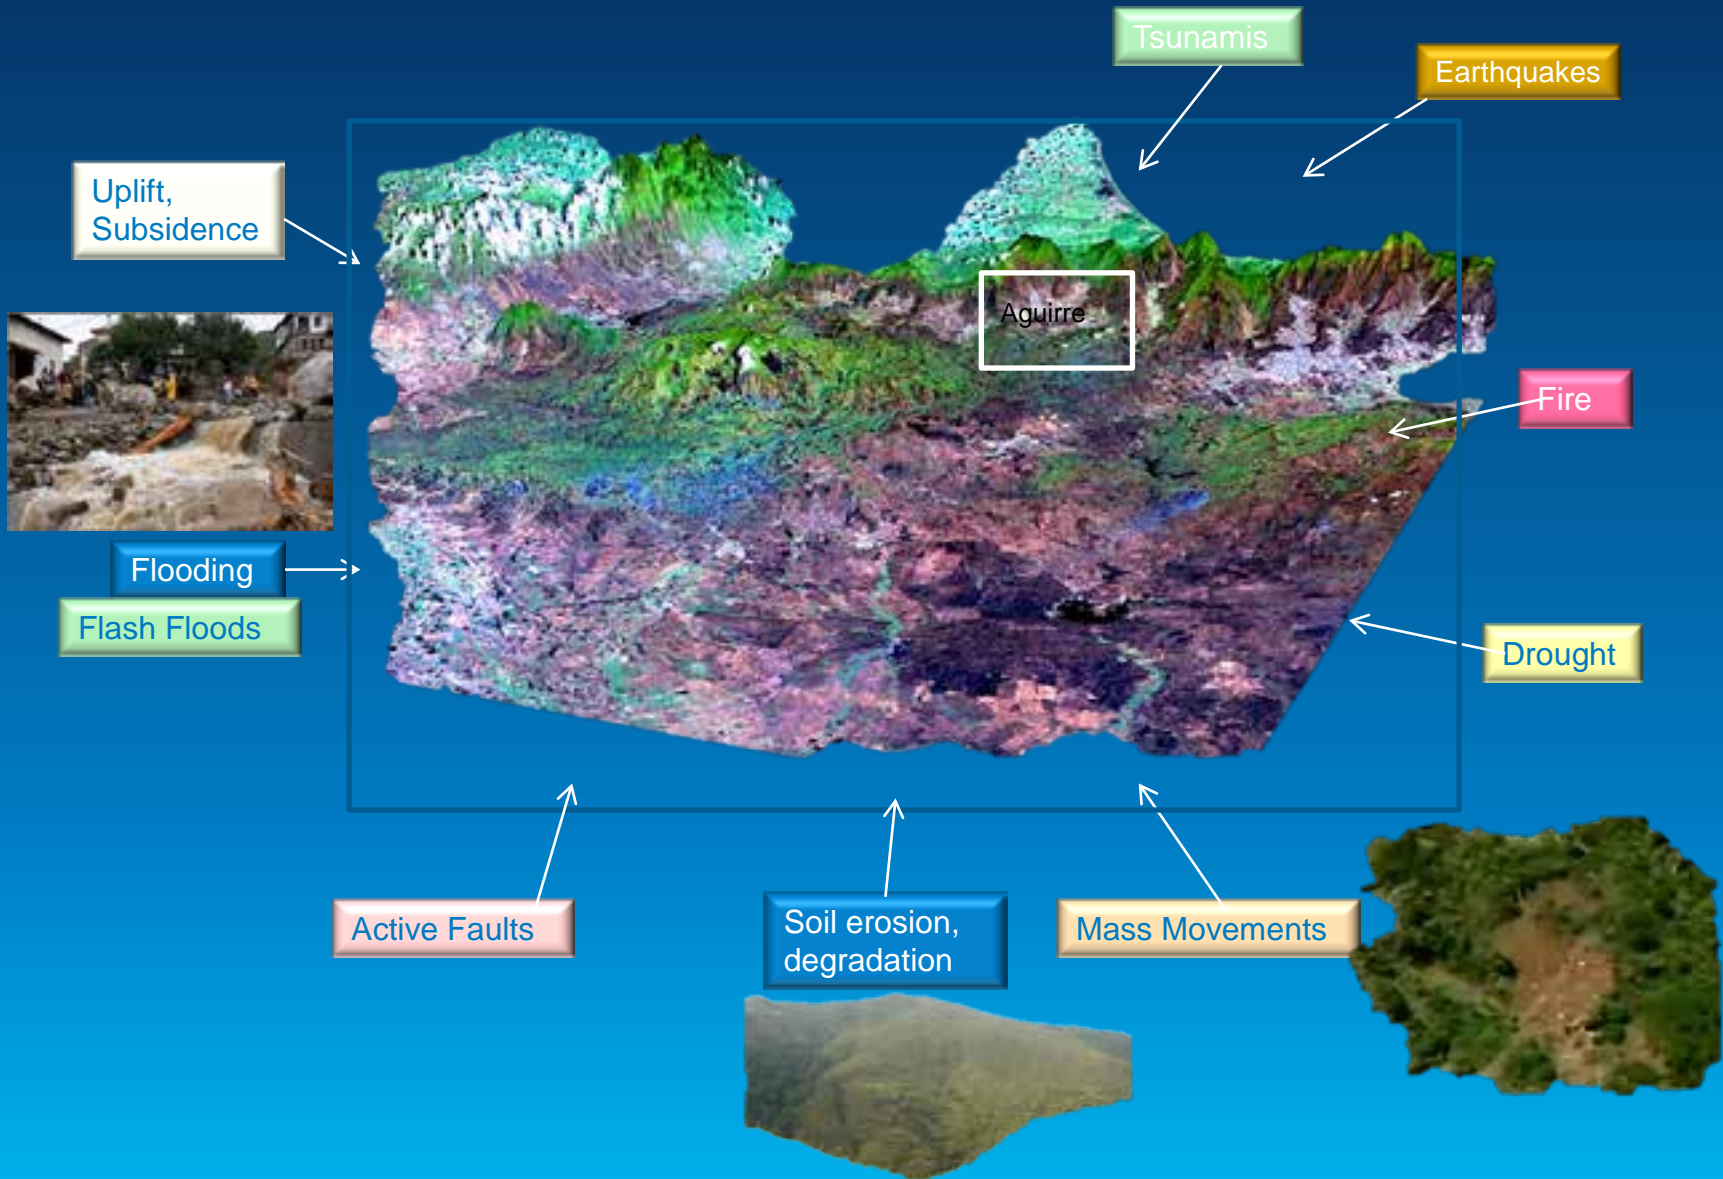 Tsunamis
Earthquakes
Uplift,
Subsidence
Aguirre
Fire
Flooding
Flash Floods
Drought
Active Faults
Soil erosion,
degradation
Mass Movements